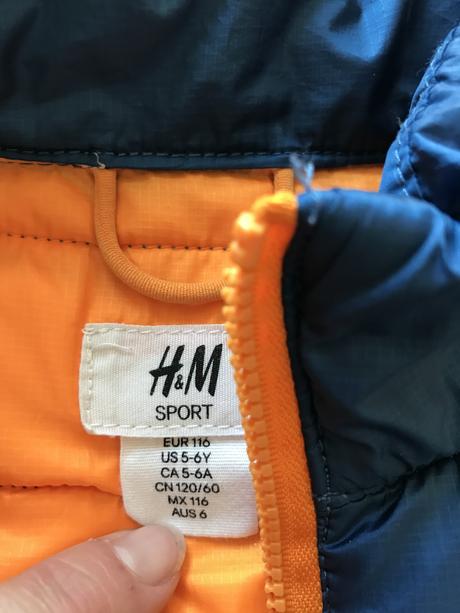 H&M
SPORT
EUR 116
US 5-6Y
CA 5-6A
CN 120/60
MX 116
AUS 6